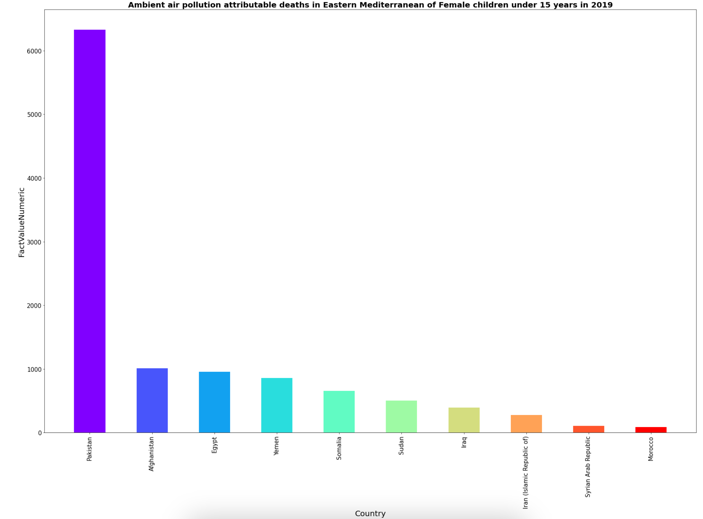 Ambient air pollution attributable deaths in Eastern Mediterranean of Female children under 15 years in 2019
FactValueNumeric
6000
5000
4000
3000
2000
1000
0
Pakistan
Afghanistan
Egypt
Yemen
Somalia
Sudan
Iraq
Iran (Islamic Republic of)
Syrian Arab Republic
Morocco
Country